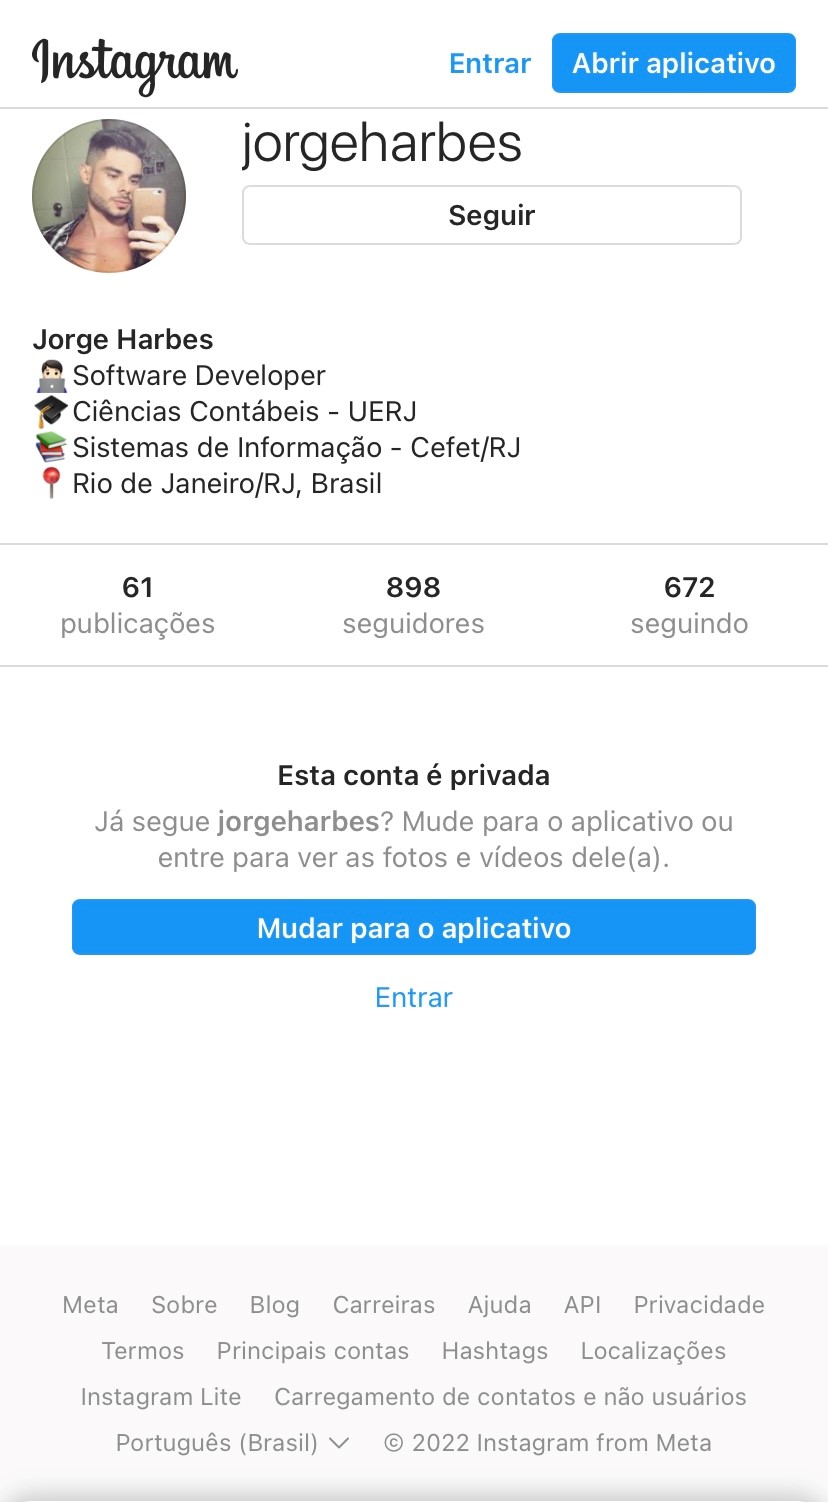 Instagram
Entrar
Abrir aplicativo
jorgeharbes
Seguir
Jorge Harbes
Software Developer
Ciências Contábeis - UERJ
Sistemas de Informação - Cefet/RJ
Rio de Janeiro/RJ, Brasil
61 898 672
publicações seguidores seguindo
Esta conta é privada
Já segue jorgeharbes? Mude para o aplicativo ou
entre para ver as fotos e vídeos dele(a).
Mudar para o aplicativo
Entrar
Meta Sobre Blog Carreiras Ajuda API Privacidade
Termos Principais contas Hashtags Localizações
Instagram Lite Carregamento de contatos e não usuários
Português (Brasil) © 2022 Instagram from Meta